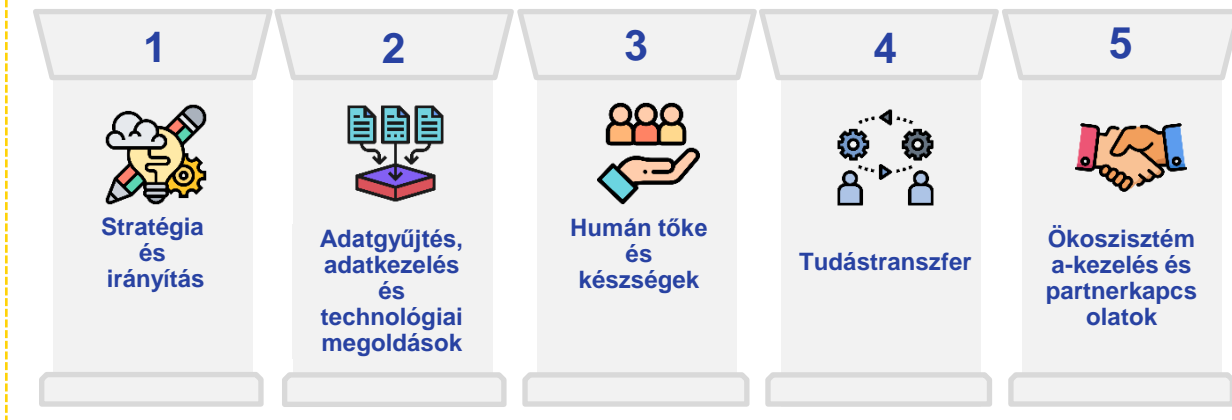 1
Stratégia
és
irányítás
2
Adatgyűjtés,
adatkezelés
és
technológiai
megoldások
3
Humán tőke
és
készségek
4
Tudástranszfer
5
Ökoszisztém
a-kezelés és
partnerkapcs
olatok